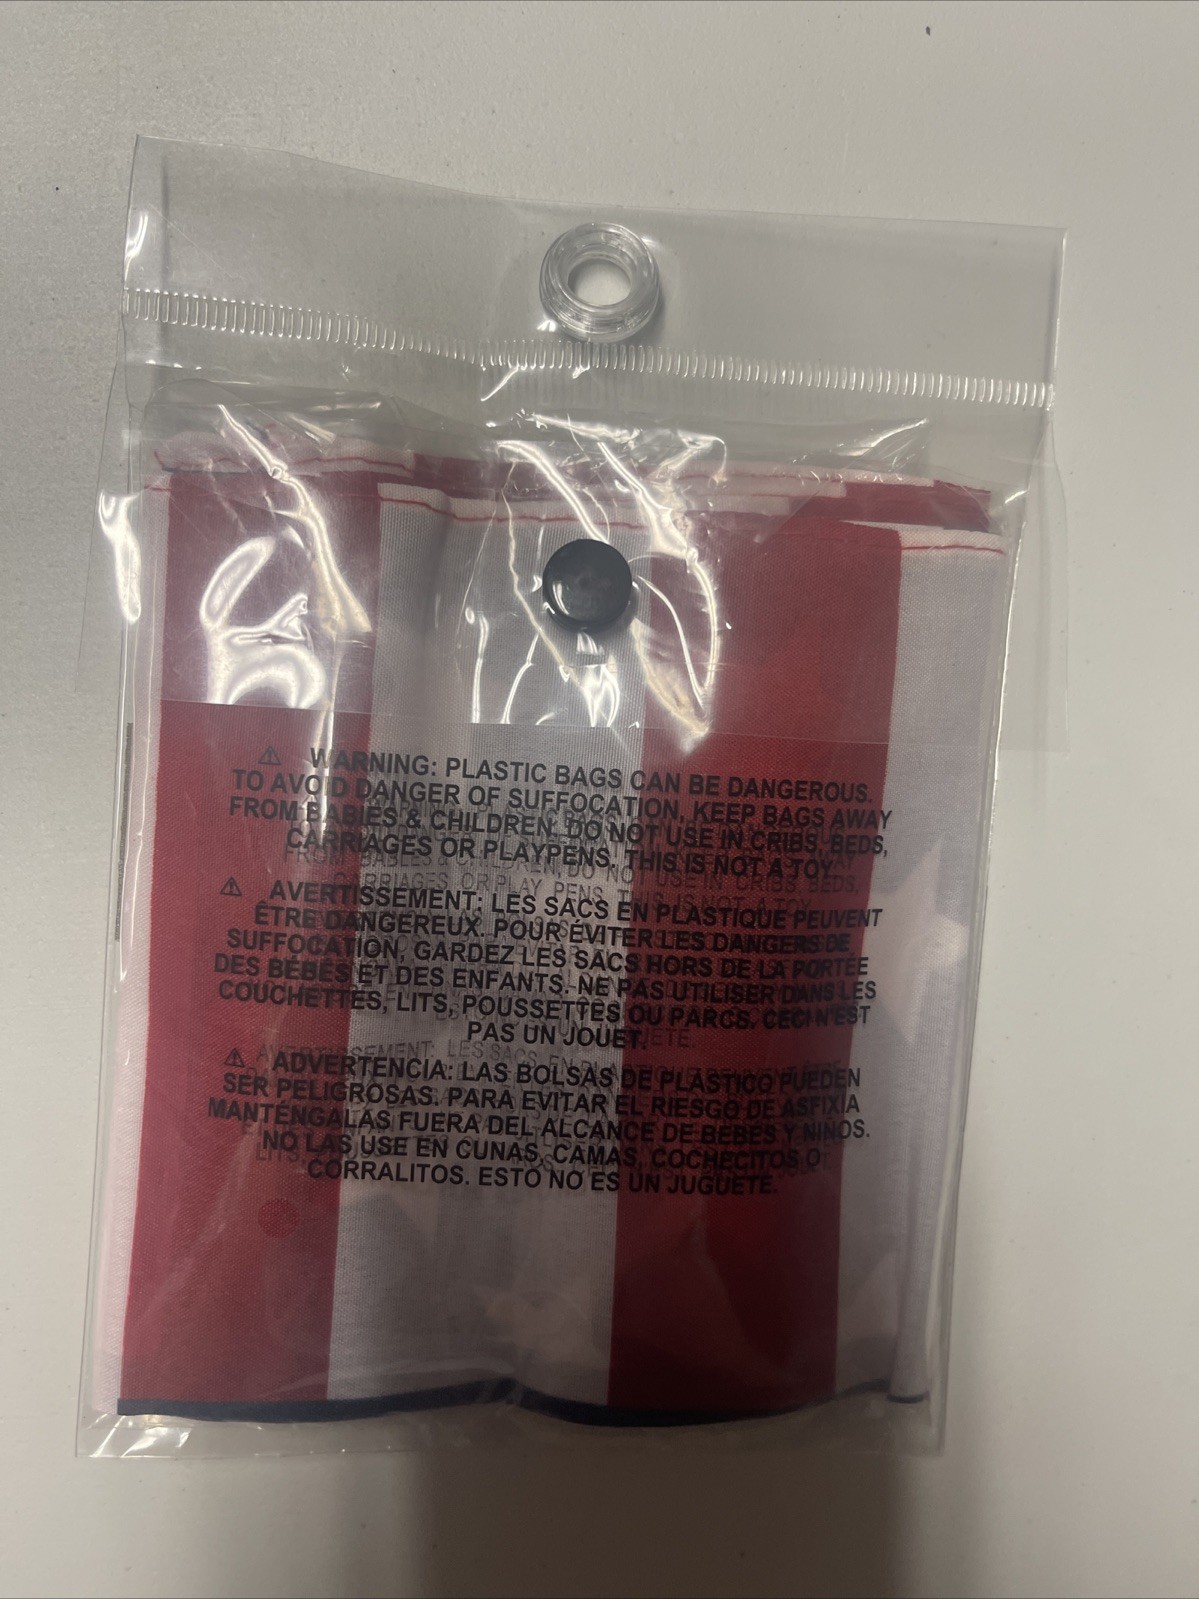 ⚠ WARNING: PLASTIC BAGS CAN BE DANGEROUS.
TO AVOID DANGER OF SUFFOCATION, KEEP BAGS AWAY
FROM BABIES & CHILDREN. DO NOT USE IN CRIBS, BEDS,
CARRIAGES OR PLAYPENS. THIS IS NOT A TOY.
⚠ AVERTISSEMENT: LES SACS EN PLASTIQUE PEUVENT
ÊTRE DANGEREUX. POUR ÉVITER LES DANGERS DE
SUFFOCATION, GARDEZ LES SACS HORS DE LA PORTÉE
DES BÉBÉS ET DES ENFANTS. NE PAS UTILISER DANS LES
COUCHETTES, LITS, POUSSETTES OU PARCS. CECI N'EST
PAS UN JOUET.
⚠ ADVERTENCIA: LAS BOLSAS DE PLASTICO PUEDEN
SER PELIGROSAS. PARA EVITAR EL RIESGO DE ASFIXIA
MANTÉNGALAS FUERA DEL ALCANCE DE BEBÉS Y NIÑOS.
NO LAS USE EN CUNAS, CAMAS, COCHECITOS O
CORRALITOS. ESTO NO ES UN JUGUETE.